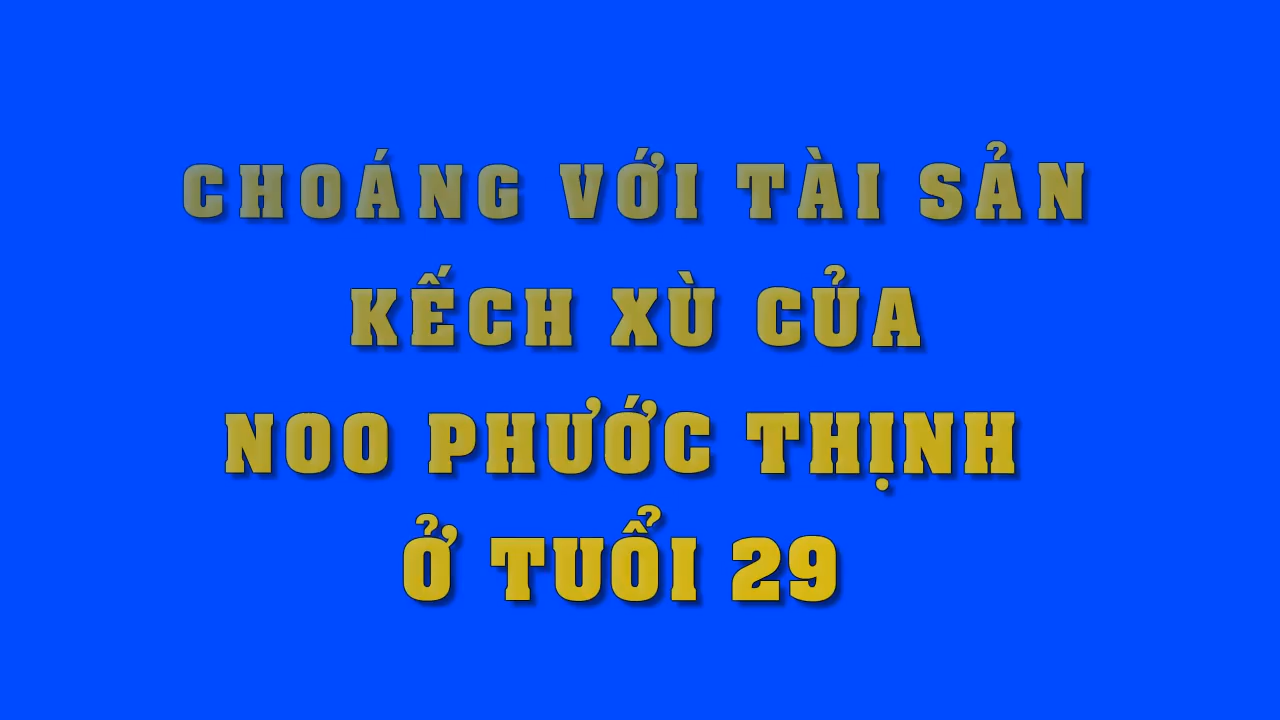 CHOÁNG VỚI TÀI SẢN
KẾCH XÙ CỦA
NOO PHƯỚC THỊNH
Ở TUỔI 29